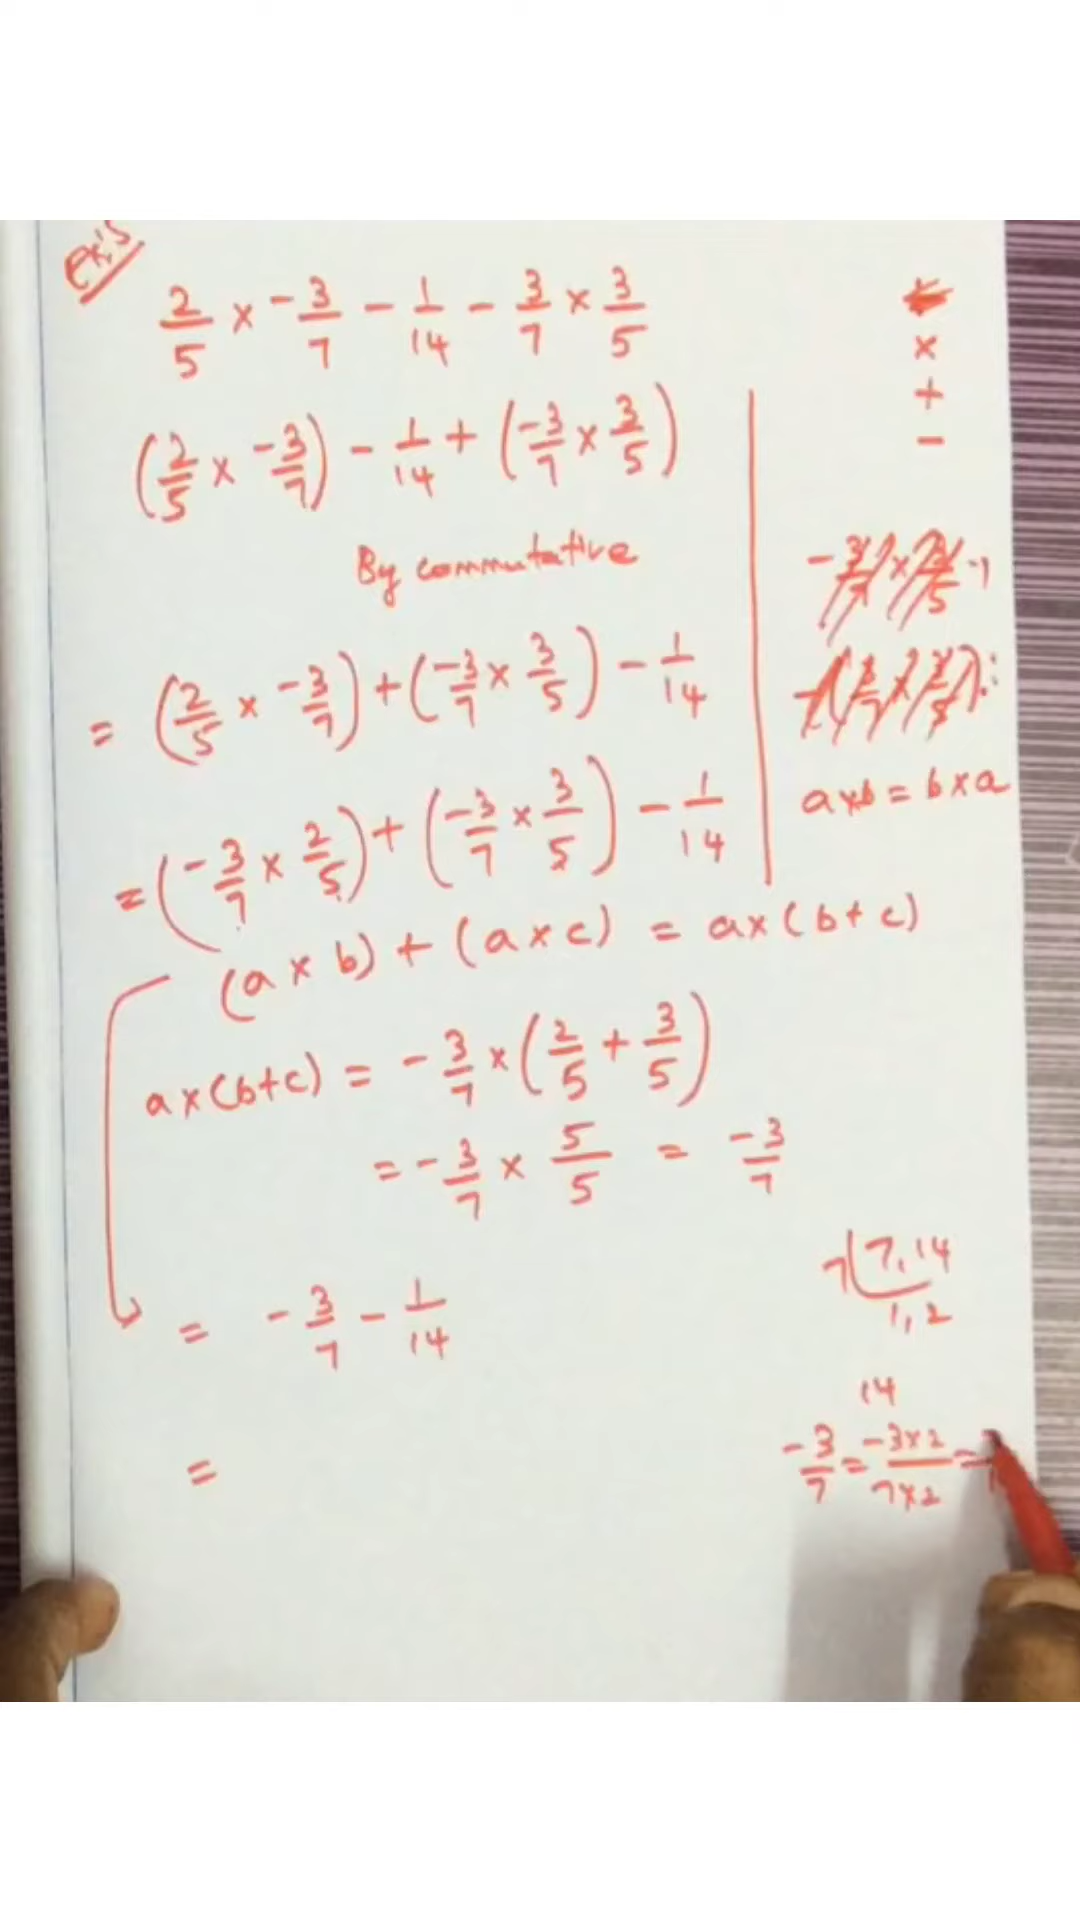 Ex:5
2/5 × -3/7 - 1/14 - 3/7 × 3/5
(2/5 × -3/7) - 1/14 + (-3/7 × 3/5)
By commutative
= (2/5 × -3/7) + (-3/7 × 3/5) - 1/14
= (-3/7 × 2/5) + (-3/7 × 3/5) - 1/14
(a × b) + (a × c) = a × (b + c)
a × (b + c) = -3/7 × (2/5 + 3/5)
= -3/7 × 5/5 = -3/7
= -3/7 - 1/14
=
×
+
-
a × b = b × a
7 7, 14
1, 2
14
-3/7 = -3×2/7×2 =